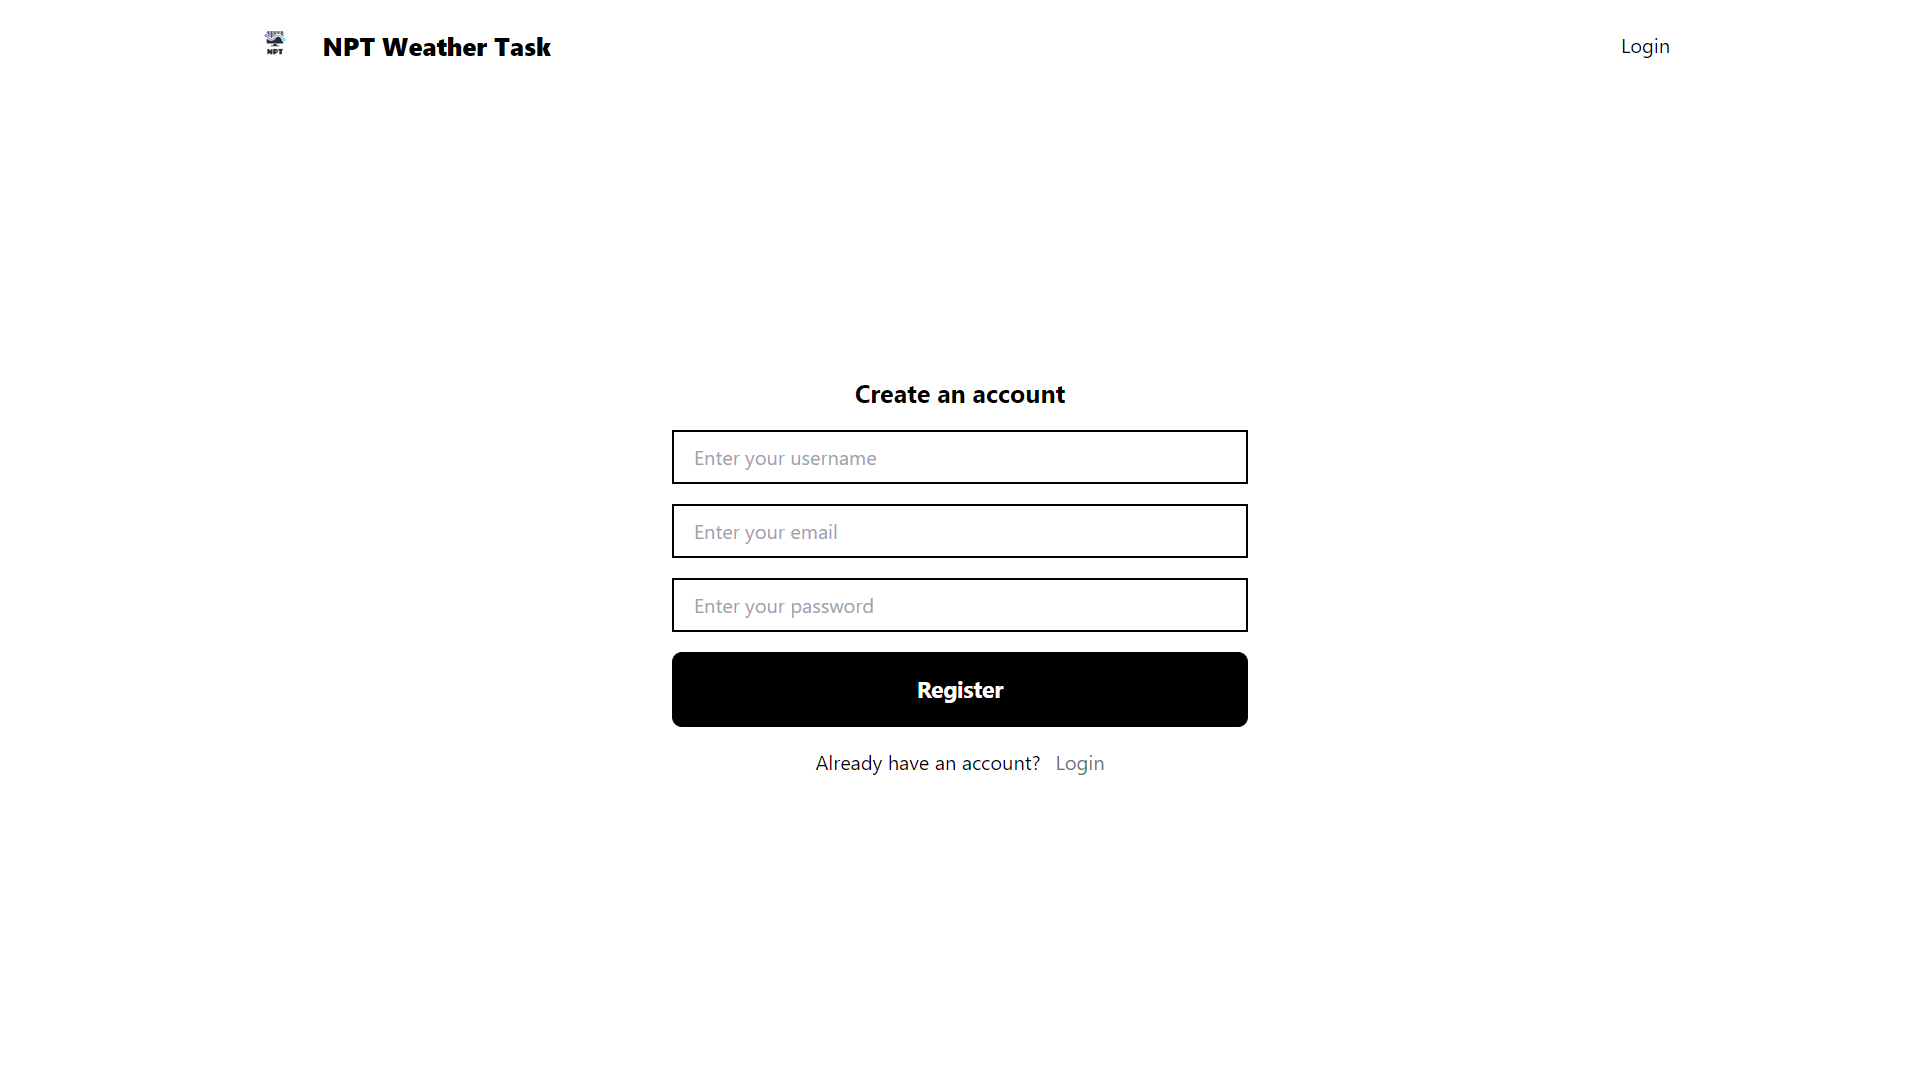 NPT
NPT Weather Task
Login
Create an account
Enter your username
Enter your email
Enter your password
Register
Already have an account? Login